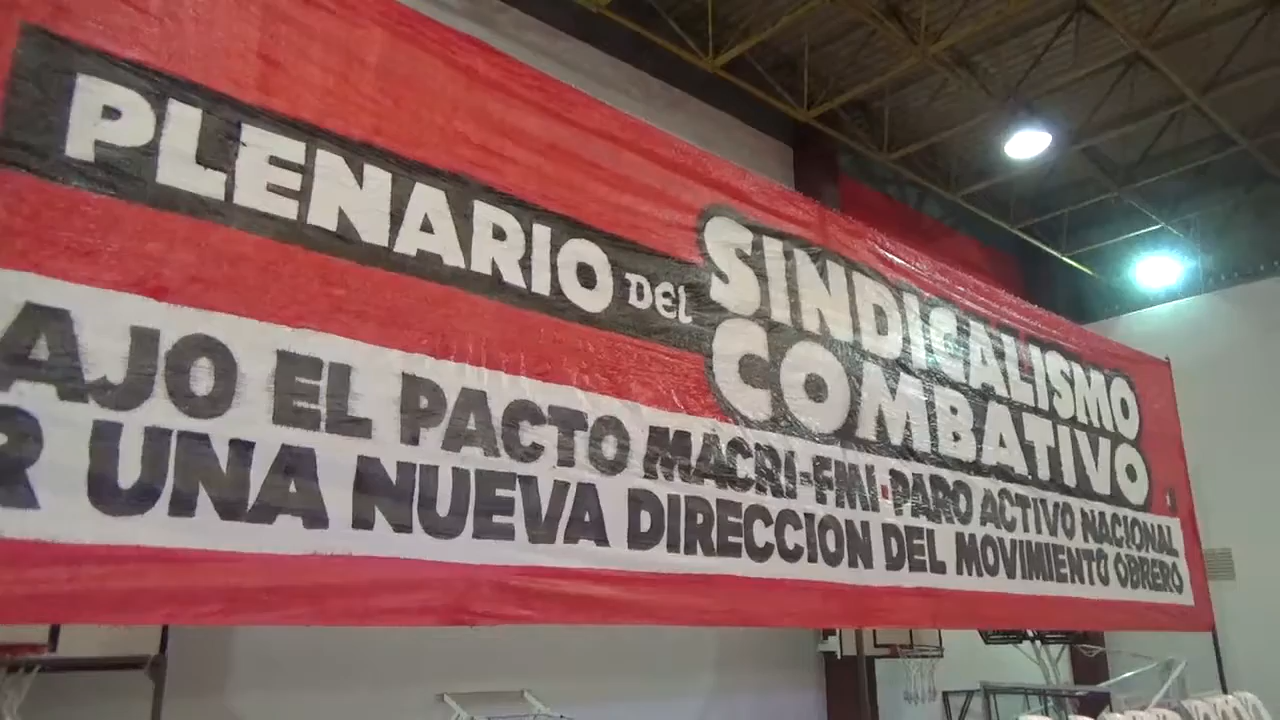 PLENARIO DEL SINDICALISMO COMBATIVO
AJO EL PACTO MACRI-FMI·PARO ACTIVO NACIONAL
R UNA NUEVA DIRECCION DEL MOVIMIENTO OBRERO